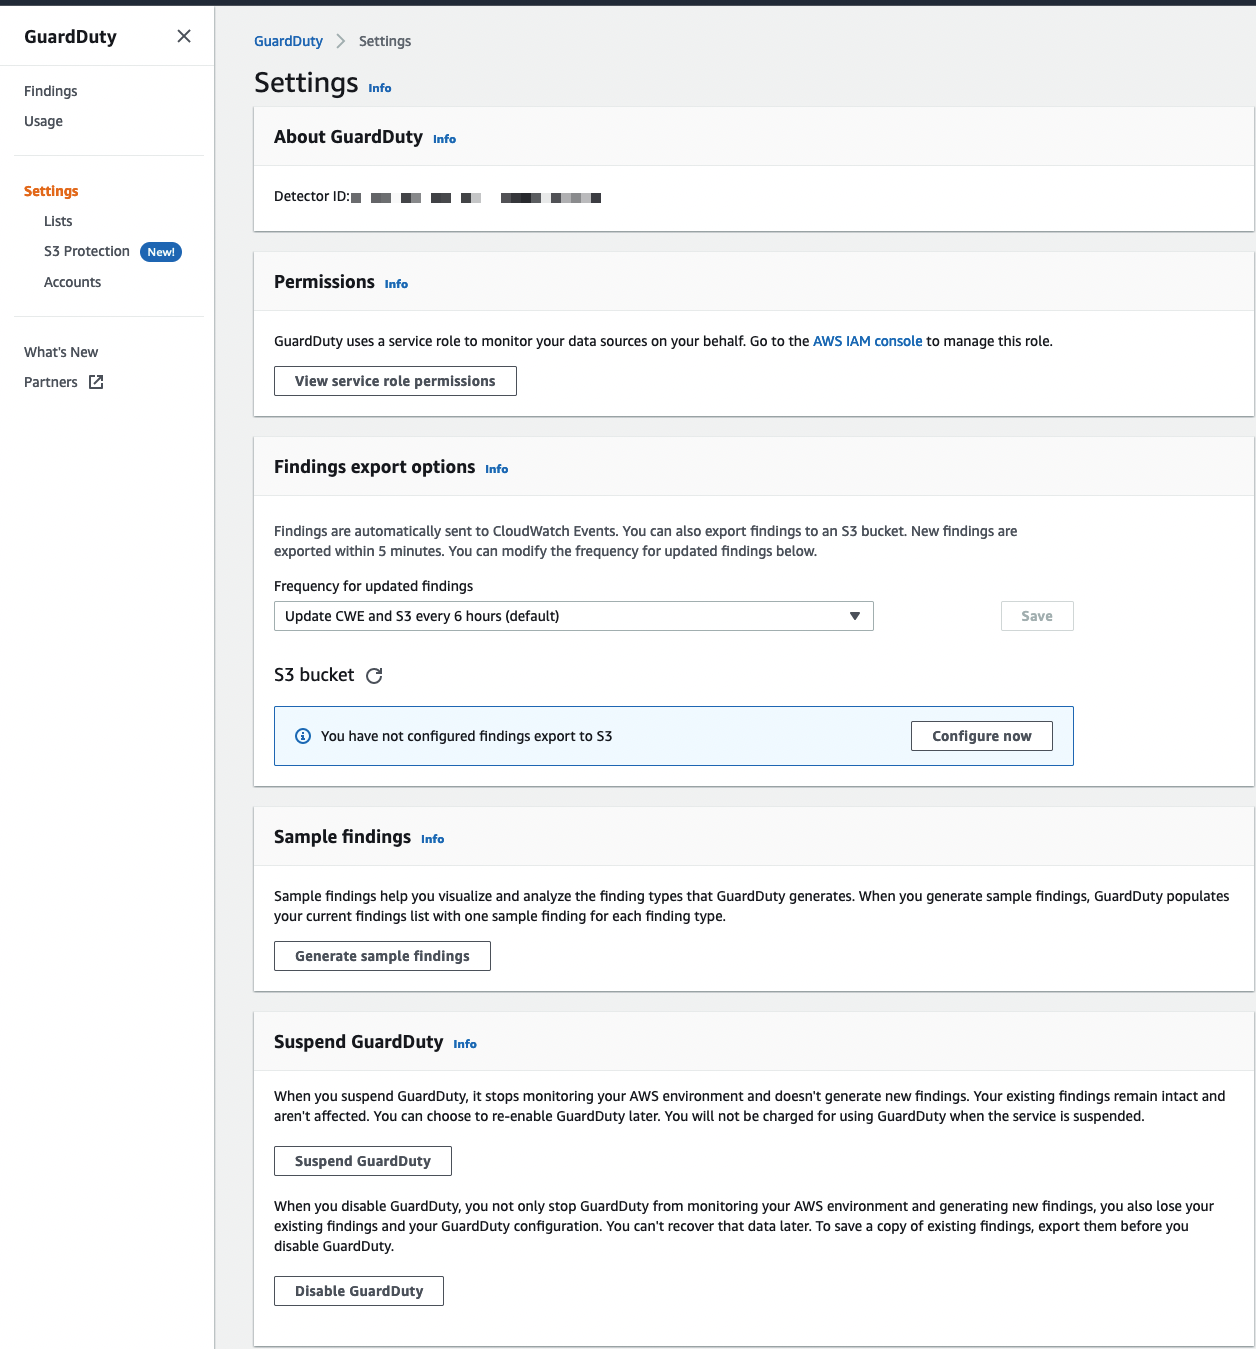 GuardDuty
Findings
Usage
Settings
Lists
S3 Protection New!
Accounts
What's New
Partners
GuardDuty Settings
Settings Info
About GuardDuty Info
Detector ID:
Permissions Info
GuardDuty uses a service role to monitor your data sources on your behalf. Go to the AWS IAM console to manage this role.
View service role permissions
Findings export options Info
Findings are automatically sent to CloudWatch Events. You can also export findings to an S3 bucket. New findings are
exported within 5 minutes. You can modify the frequency for updated findings below.
Frequency for updated findings
Update CWE and S3 every 6 hours (default)
Save
S3 bucket
You have not configured findings export to S3
Configure now
Sample findings Info
Sample findings help you visualize and analyze the finding types that GuardDuty generates. When you generate sample findings, GuardDuty populates
your current findings list with one sample finding for each finding type.
Generate sample findings
Suspend GuardDuty Info
When you suspend GuardDuty, it stops monitoring your AWS environment and doesn't generate new findings. Your existing findings remain intact and
aren't affected. You can choose to re-enable GuardDuty later. You will not be charged for using GuardDuty when the service is suspended.
Suspend GuardDuty
When you disable GuardDuty, you not only stop GuardDuty from monitoring your AWS environment and generating new findings, you also lose your
existing findings and your GuardDuty configuration. You can't recover that data later. To save a copy of existing findings, export them before you
disable GuardDuty.
Disable GuardDuty